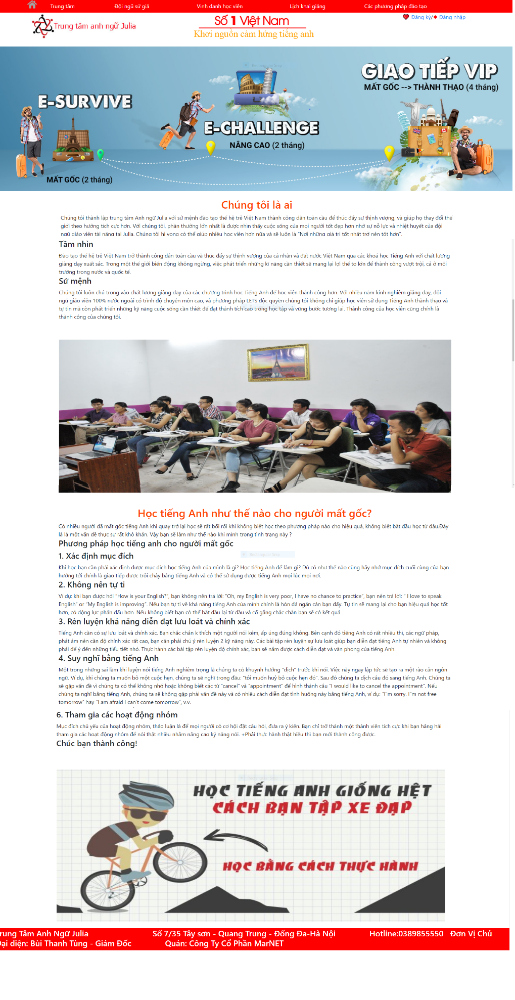 Trung tâm Đội ngũ sứ giả Vinh danh học viên Lịch khai giảng Các phương pháp đào tạo
Trung tâm anh ngữ Julia
Số 1 Việt Nam
Khơi nguồn cảm hứng tiếng anh
Đăng ký/ Đăng nhập
Rectangular Snip
GIAO TIẾP VIP
MẤT GỐC --> THÀNH THẠO (4 tháng)
E-SURVIVE
E-CHALLENGE
NÂNG CAO (2 tháng)
MẤT GỐC (2 tháng)
Chúng tôi là ai
Chúng tôi thành lập trung tâm Anh ngữ Julia với sứ mệnh đào tạo thế hệ trẻ Việt Nam thành công dân toàn cầu để thúc đẩy sự thịnh vượng, và giúp họ thay đổi thế
giới theo hướng tích cực hơn. Với chúng tôi, phần thưởng lớn nhất là được nhìn thấy cuộc sống của mọi người tốt đẹp hơn nhờ sự nỗ lực và nhiệt huyết của đội
ngũ giáo viên tài năng tại Julia. Chúng tôi hi vọng có thể giúp nhiều học viên hơn nữa và sẽ luôn là “Nơi những giá trị tốt nhất trở nên tốt hơn”.
Tầm nhìn
Đào tạo thế hệ trẻ Việt Nam trở thành công dân toàn cầu và thúc đẩy sự thịnh vượng của cá nhân và đất nước Việt Nam qua các khoá học Tiếng Anh với chất lượng
giảng dạy xuất sắc. Trong một thế giới biến động không ngừng, việc phát triển những kĩ năng cần thiết sẽ mang lại lợi thế to lớn để thành công vượt trội, cả ở môi
trường trong nước và quốc tế.
Sứ mệnh
Chúng tôi luôn chú trọng vào chất lượng giảng dạy của các chương trình học Tiếng Anh để học viên thành công hơn. Với nhiều năm kinh nghiệm giảng dạy, đội
ngũ giáo viên 100% nước ngoài có trình độ chuyên môn cao, và phương pháp LETS độc quyền chúng tôi không chỉ giúp học viên sử dụng Tiếng Anh thành thạo và
tự tin mà còn phát triển những kỹ năng cuộc sống cần thiết để đạt thành tích cao trong học tập và vững bước tương lai. Thành công của học viên cũng chính là
thành công của chúng tôi.
Học tiếng Anh như thế nào cho người mất gốc?
Có nhiều người đã mất gốc tiếng Anh khi quay trở lại học sẽ rất bối rối khi không biết học theo phương pháp nào cho hiệu quả, không biết bắt đầu học từ đâu.Đây
là là một vấn đề thực sự rất khó khăn. Vậy bạn sẽ làm như thế nào khi mình trong tình trạng này ?
Phương pháp học tiếng anh cho người mất gốc
1. Xác định mục đích
Rectangular Snip
Khi học bạn cần phải xác định được mục đích học tiếng Anh của mình là gì? Học tiếng Anh để làm gì? Dù có như thế nào cũng hãy nhớ mục đích cuối cùng của bạn
hướng tới chính là giao tiếp được trôi chảy bằng tiếng Anh và có thể sử dụng được tiếng Anh mọi lúc mọi nơi.
2. Không nên tự ti
Ví dụ: khi bạn được hỏi “How is your English?”, bạn không nên trả lời: “Oh, my English is very poor, I have no chance to practice”, bạn nên trả lời: “ I love to speak
English” or “My English is improving”. Nếu bạn tự ti về khả năng tiếng Anh của mình chính là hòn đá ngăn cản bạn đấy. Tự tin sẽ mang lại cho bạn hiệu quả học tốt
hơn, có động lực phấn đấu hơn. Nếu không biết bạn có thể bắt đầu lại từ đầu và cố gắng chắc chắn bạn sẽ có kết quả.
3. Rèn luyện khả năng diễn đạt lưu loát và chính xác
Tiếng Anh cần có sự lưu loát và chính xác. Bạn chắc chắn k thích một người nói kém, ấp úng đúng không. Bên cạnh đó tiếng Anh có rất nhiều thì, các ngữ pháp,
phát âm nên cần độ chính xác rất cao, bạn cần phải chú ý rèn luyện 2 kỹ năng này. Các bài tập rèn luyện sự lưu loát giúp bạn diễn đạt tiếng Anh tự nhiên và không
phải để ý đến những tiểu tiết nhỏ. Thực hành các bài tập rèn luyện độ chính xác, bạn sẽ nắm được cách diễn đạt và văn phong của tiếng Anh.
4. Suy nghĩ bằng tiếng Anh
Một trong những sai lầm khi luyện nói tiếng Anh nghiêm trọng là chúng ta có khuynh hướng “dịch” trước khi nói. Việc này ngay lập tức sẽ tạo ra một rào cản ngôn
ngữ. Ví dụ, khi chúng ta muốn bỏ một cuộc hẹn, chúng ta sẽ nghĩ trong đầu: “tôi muốn huỷ bỏ cuộc hẹn đó”. Sau đó chúng ta dịch câu đó sang tiếng Anh. Chúng ta
sẽ gặp vấn đề vì chúng ta có thể không nhớ hoặc không biết các từ “cancel” và “appointment” để hình thành câu “I would like to cancel the appointment”. Nếu
chúng ta nghĩ bằng tiếng Anh, chúng ta sẽ không gặp phải vấn đề này và có nhiều cách diễn đạt tình huống này bằng tiếng Anh, ví dụ: “I”m sorry. I”m not free
tomorrow” hay “I am afraid I can’t come tomorrow”, v.v.
6. Tham gia các hoạt động nhóm
Mục đích chủ yếu của hoạt động nhóm, thảo luận là để mọi người có cơ hội đặt câu hỏi, đưa ra ý kiến. Bạn chỉ trở thành một thành viên tích cực khi bạn hăng hái
tham gia các hoạt động nhóm để nói thật nhiều nhằm nâng cao kỹ năng nói. +Phải thực hành thật hiều thì bạn mới thành công được.
Chúc bạn thành công!
HỌC TIẾNG ANH GIỐNG HỆT
CÁCH BẠN TẬP XE ĐẠP
HỌC BẰNG CÁCH THỰC HÀNH
rung Tâm Anh Ngữ Julia Số 7/35 Tây sơn - Quang Trung - Đống Đa-Hà Nội Hotline:0389855550 Đơn Vị Chủ
Đại diện: Bùi Thanh Tùng - Giám Đốc Quản: Công Ty Cổ Phần MarNET